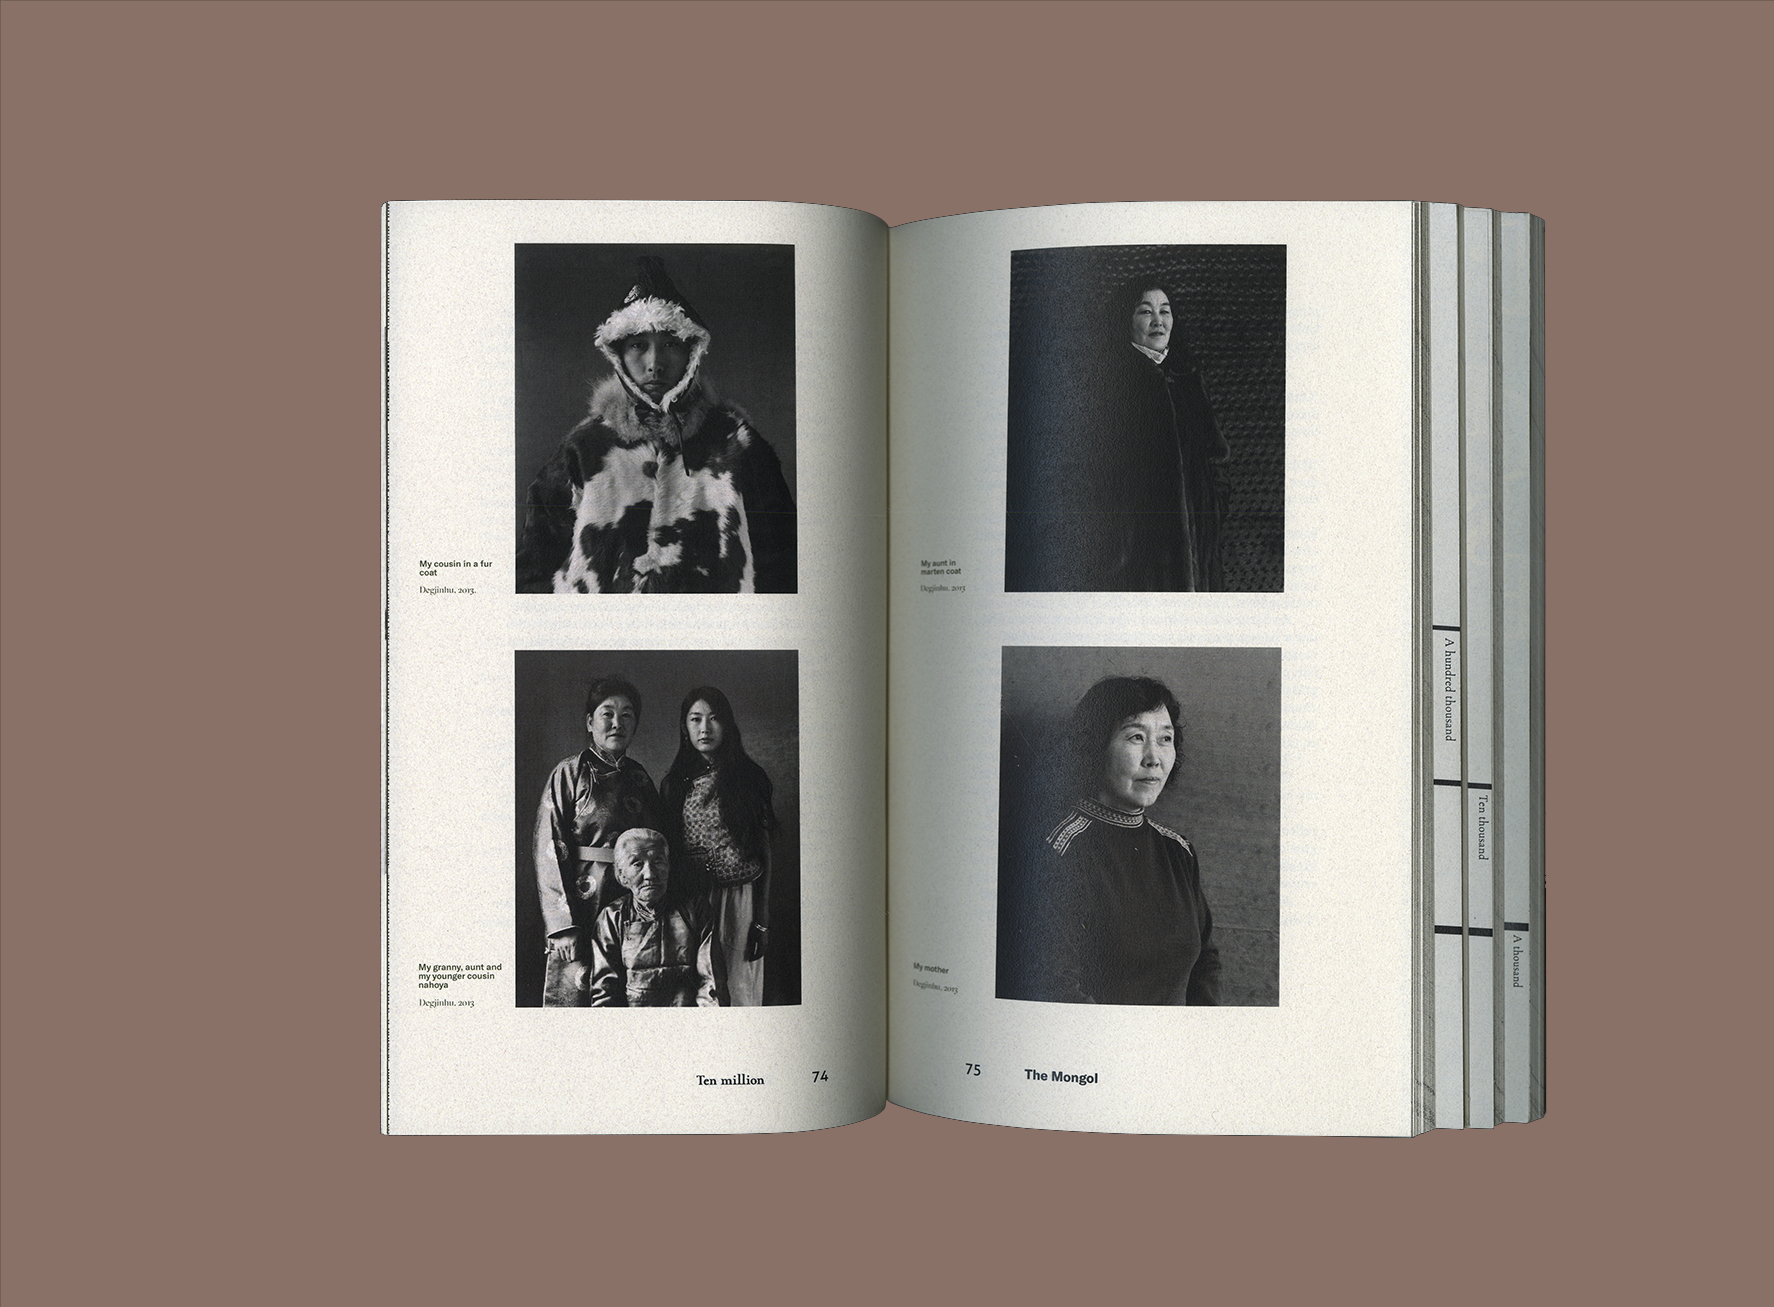 My cousin in a fur
coat
Degjinhu, 2013.
My granny, aunt and
my younger cousin
nahoya
Degjinhu, 2013
Ten million
74
My aunt in
marten coat
Degjinhu, 2013
My mother
Degjinhu, 2013
75
The Mongol
A hundred thousand
Ten thousand
A thousand